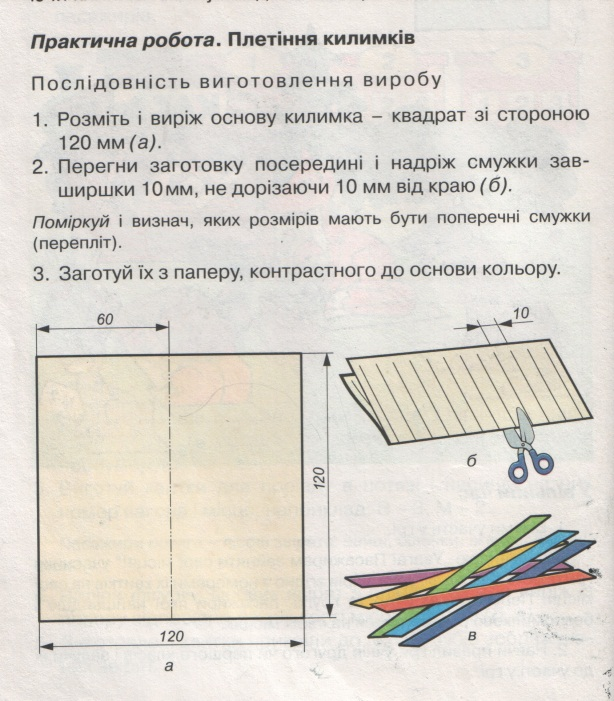 Практична робота. Плетіння килимків
Послідовність виготовлення виробу
1. Розміть і виріж основу килимка – квадрат зі стороною
120 мм (а).
2. Перегни заготовку посередині і надріж смужки зав-
ширшки 10 мм, не дорізаючи 10 мм від краю (б).
Поміркуй і визнач, яких розмірів мають бути поперечні смужки
(перепліт).
3. Заготуй їх з паперу, контрастного до основи кольору.
60
10
120
б
120
а
в